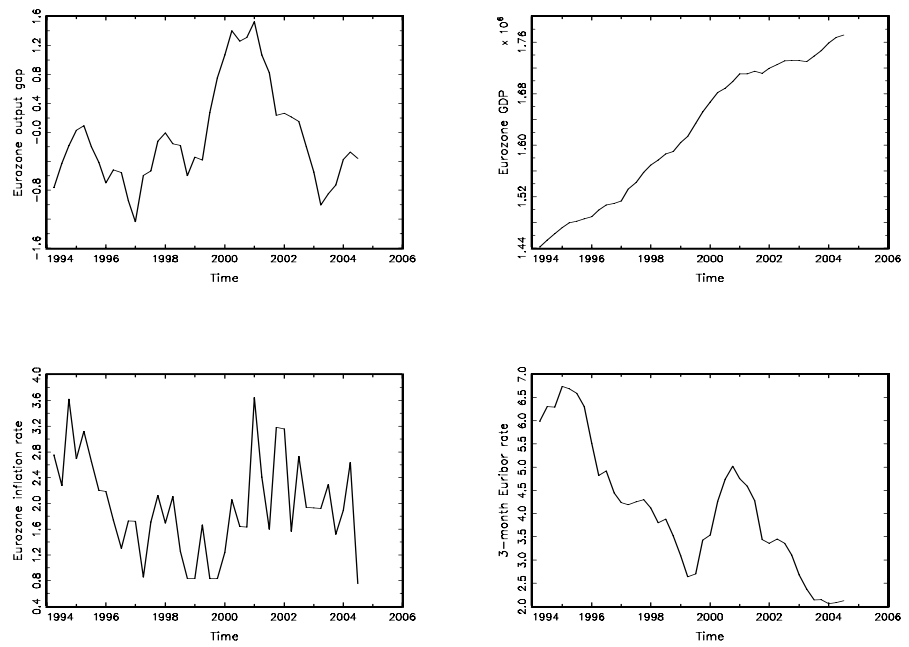 Eurozone output gap
−1.6 −0.8 −0.0 0.4 0.8 1.2 1.6
1994 1996 1998 2000 2002 2004 2006
Time
Eurozone GDP
1.44 1.52 1.60 1.68 1.76
x 10⁶
1994 1996 1998 2000 2002 2004 2006
Time
Eurozone inflation rate
0.4 0.8 1.2 1.6 2.0 2.4 2.8 3.2 3.6 4.0
1994 1996 1998 2000 2002 2004 2006
Time
3−month Euribor rate
2.0 2.5 3.0 3.5 4.0 4.5 5.0 5.5 6.0 6.5 7.0
1994 1996 1998 2000 2002 2004 2006
Time